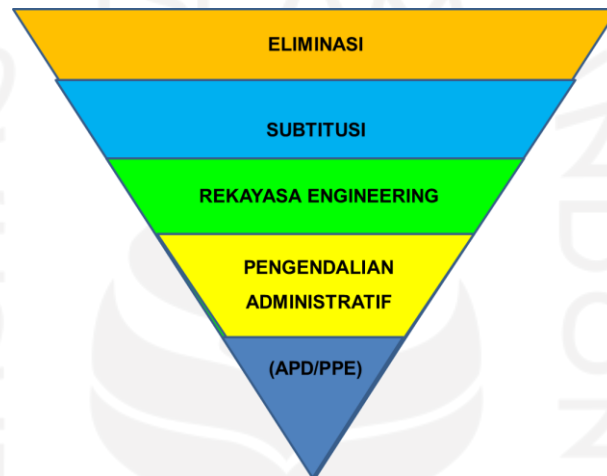 ELIMINASI
SUBTITUSI
REKAYASA ENGINEERING
PENGENDALIAN
ADMINISTRATIF
(APD/PPE)